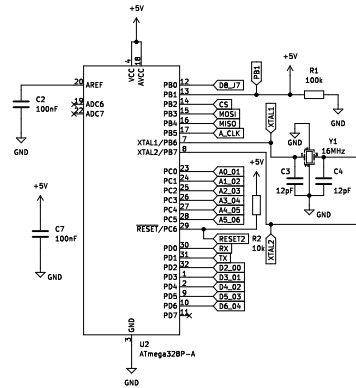 +5V
4
18
VCC
AVCC
20
AREF
C2
100nF
GND
19
ADC6
22
ADC7
+5V
C7
100nF
GND
PB0
12
D8_J7
PB1
13
PB2
14
CS
PB3
15
MOSI
PB4
16
MISO
PB5
17
A_CLK
XTAL1/PB6
7
XTAL2/PB7
8
PC0
23
A0_01
PC1
24
A1_02
PC2
25
A2_03
PC3
26
A3_04
PC4
27
A4_05
PC5
28
A5_06
RESET/PC6
29
RESET2
PD0
30
RX
PD1
31
TX
PD2
32
D2_00
PD3
1
D3_01
PD4
2
D4_02
PD5
9
D5_03
PD6
10
D6_04
PD7
11
GND
3
GND
U2
ATmega328P-A
PB1
+5V
R1
100k
GND
XTAL1
GND
Y1
16MHz
C3
12pF
C4
12pF
GND
+5V
R2
10k
XTAL2